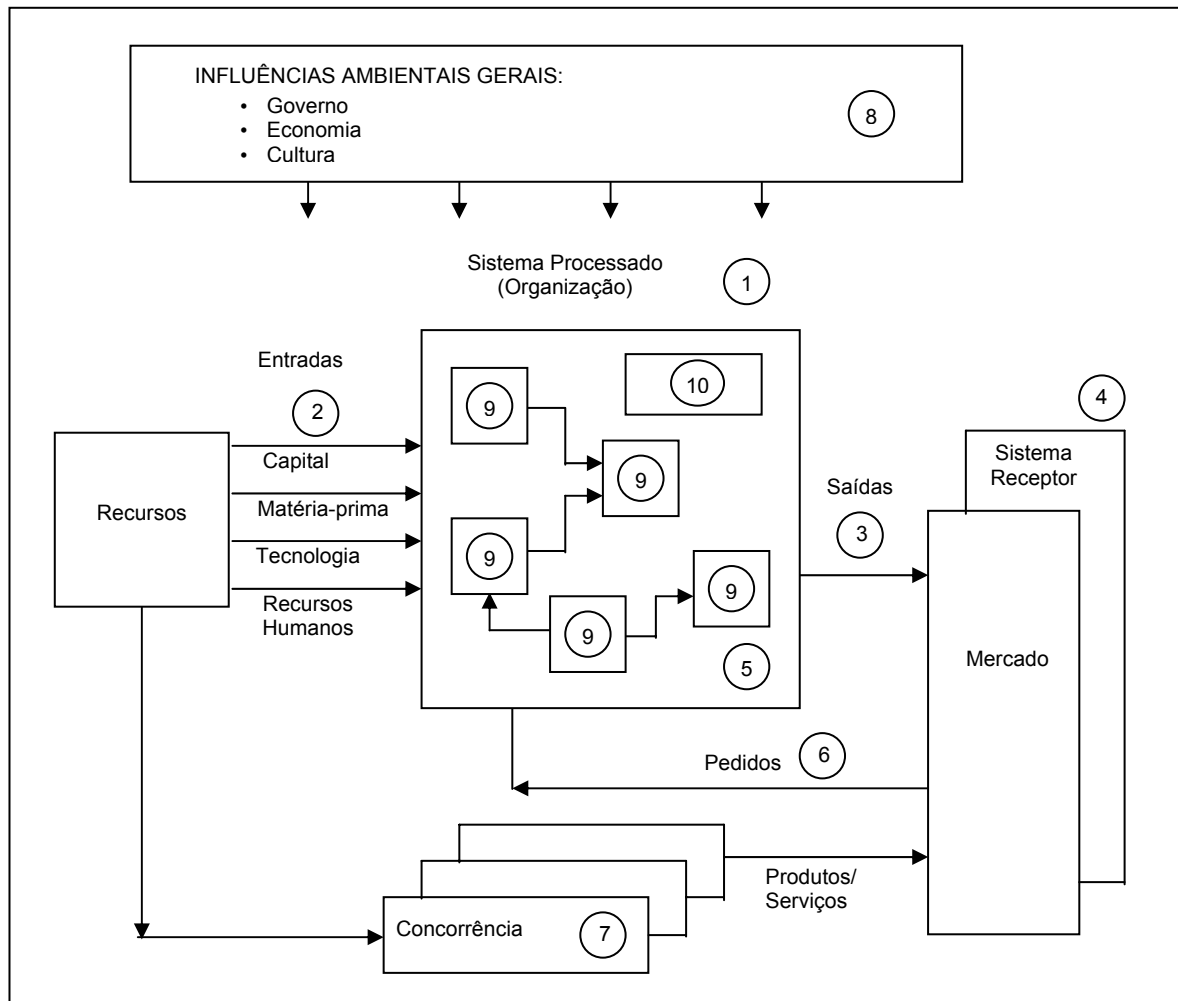 INFLUÊNCIAS AMBIENTAIS GERAIS:
• Governo
• Economia
• Cultura
8
Sistema Processado
(Organização)
1
Entradas
2
Capital
Matéria-prima
Tecnologia
Recursos
Humanos
Recursos
9
10
9
9
9
9
5
Saídas
3
4
Sistema
Receptor
Mercado
Pedidos
6
Produtos/
Serviços
Concorrência
7